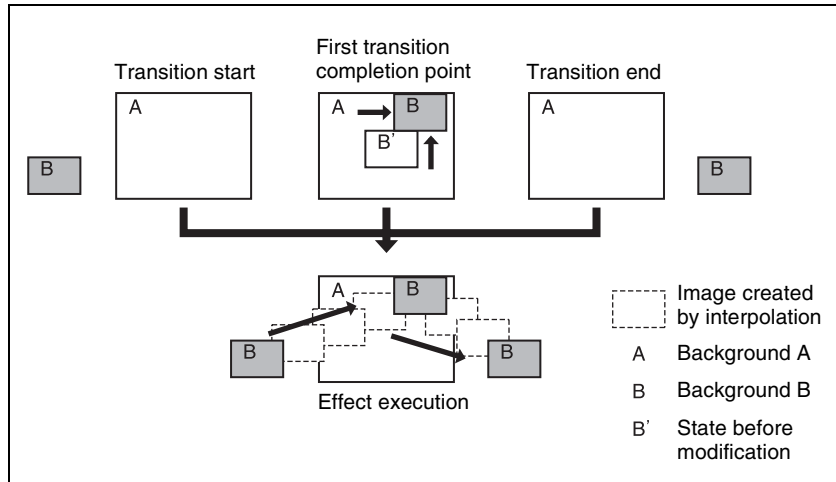 Transition start
First transition
completion point
Transition end
A
B
A
B
B'
A
B
A
B
B
B
Effect execution
Image created
by interpolation
A Background A
B Background B
B' State before
modification